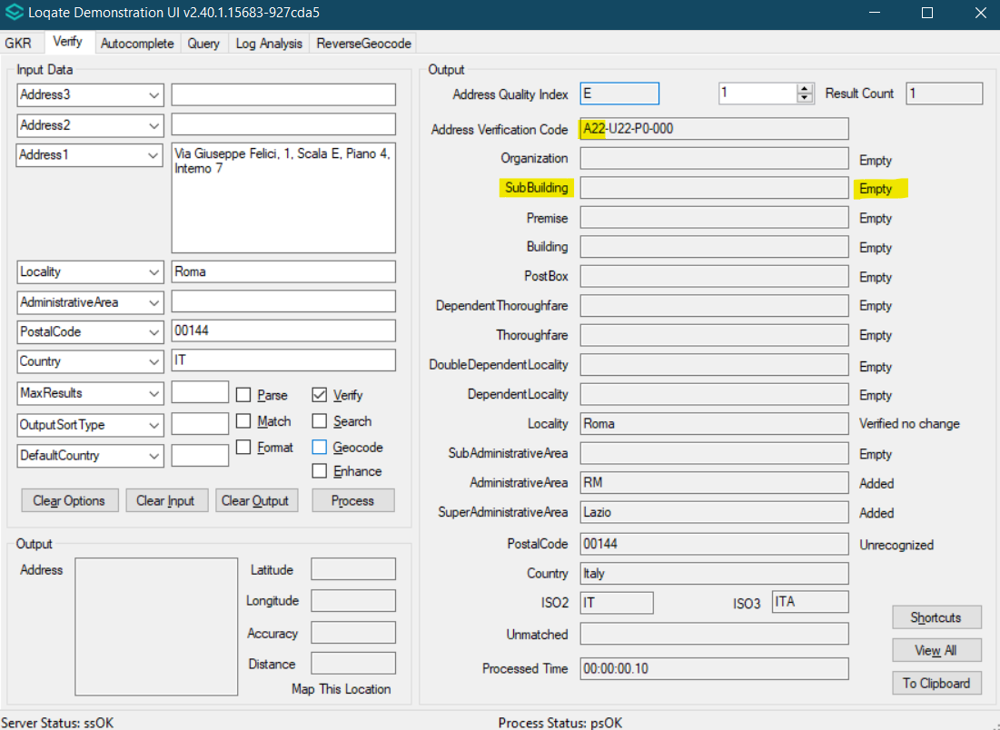 Loqate Demonstration UI v2.40.1.15683-927cda5
GKR Verify Autocomplete Query Log Analysis ReverseGeocode
Input Data
Address3
Address2
Address1 Via Giuseppe Felici, 1, Scala E, Piano 4,
Interno 7
Locality Roma
AdministrativeArea
PostalCode 00144
Country IT
MaxResults Parse Verify
OutputSortType Match Search
DefaultCountry Format Geocode
Enhance
Clear Options Clear Input Clear Output Process
Output
Address Latitude
Longitude
Accuracy
Distance
Map This Location
Output
Address Quality Index E 1 Result Count 1
Address Verification Code A22-U22-P0-000
Organization Empty
SubBuilding Empty
Premise Empty
Building Empty
PostBox Empty
DependentThoroughfare Empty
Thoroughfare Empty
DoubleDependentLocality Empty
DependentLocality Empty
Locality Roma Verified no change
SubAdministrativeArea Empty
AdministrativeArea RM Added
SuperAdministrativeArea Lazio Added
PostalCode 00144 Unrecognized
Country Italy
ISO2 IT ISO3 ITA
Unmatched
Processed Time 00:00:00.10
Shortcuts
View All
To Clipboard
Server Status: ssOK Process Status: psOK